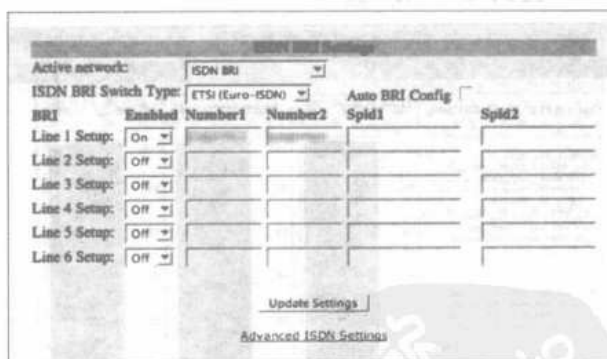 ISDN BRI Settings
Active network: ISDN BRI
ISDN BRI Switch Type: ETSI (Euro-ISDN) Auto BRI Config
BRI Enabled Number1 Number2 Spid1 Spid2
Line 1 Setup: On
Line 2 Setup: Off
Line 3 Setup: Off
Line 4 Setup: Off
Line 5 Setup: Off
Line 6 Setup: Off
Update Settings
Advanced ISDN Settings